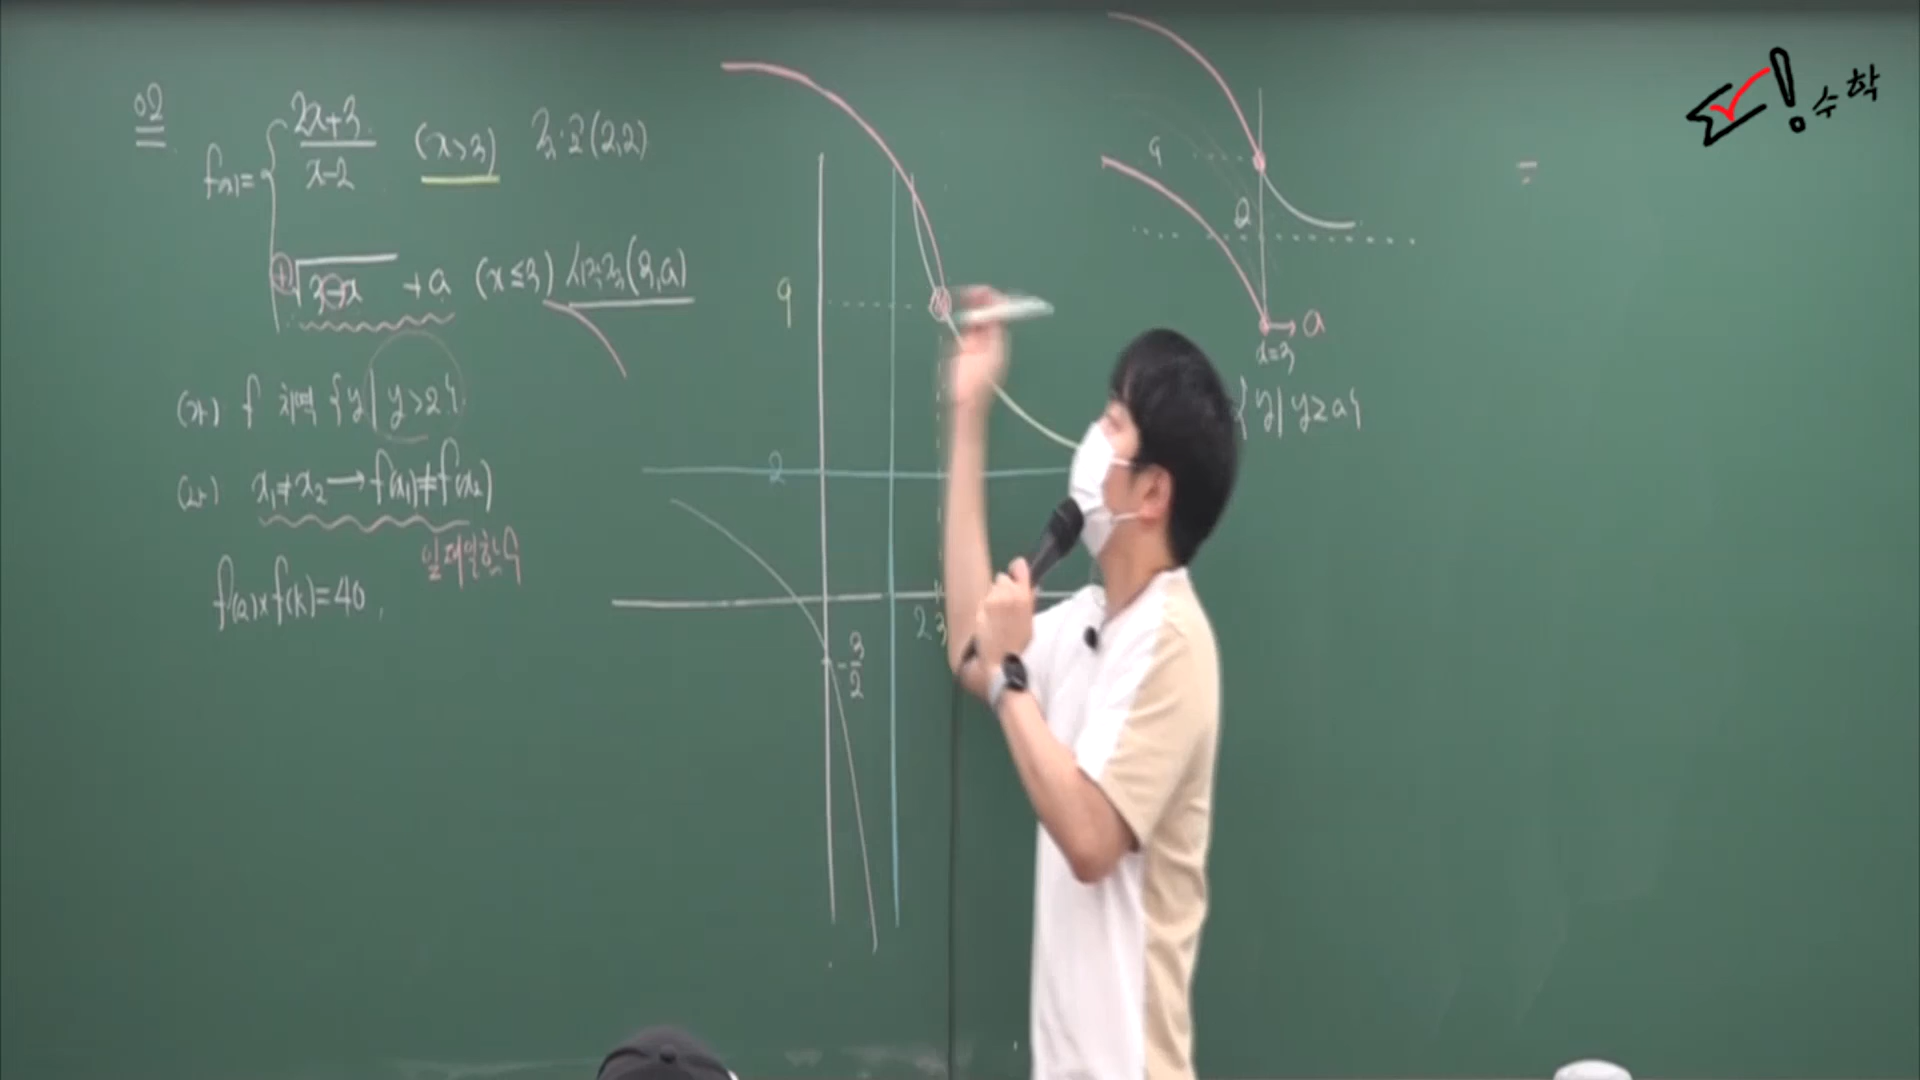 02
f(x)= { 2x+3 / x-2 (x>3) 점·근(2,2)
+√3-x + a (x≤3) 시작점(3,a)
(가) f 치역 {y | y>2}
(나) x₁≠x₂ → f(x₁)≠f(x₂)
일대일함수
f(2)×f(k)=40
9
2
2 3
-3/2
9
2
a
x=3
{y | y≥a}
수학